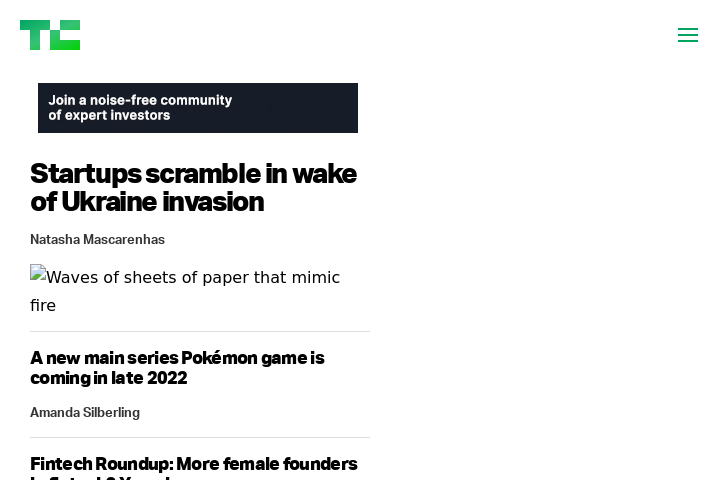 TC
Join a noise-free community
of expert investors
Startups scramble in wake
of Ukraine invasion
Natasha Mascarenhas
Waves of sheets of paper that mimic
fire
A new main series Pokémon game is
coming in late 2022
Amanda Silberling
Fintech Roundup: More female founders